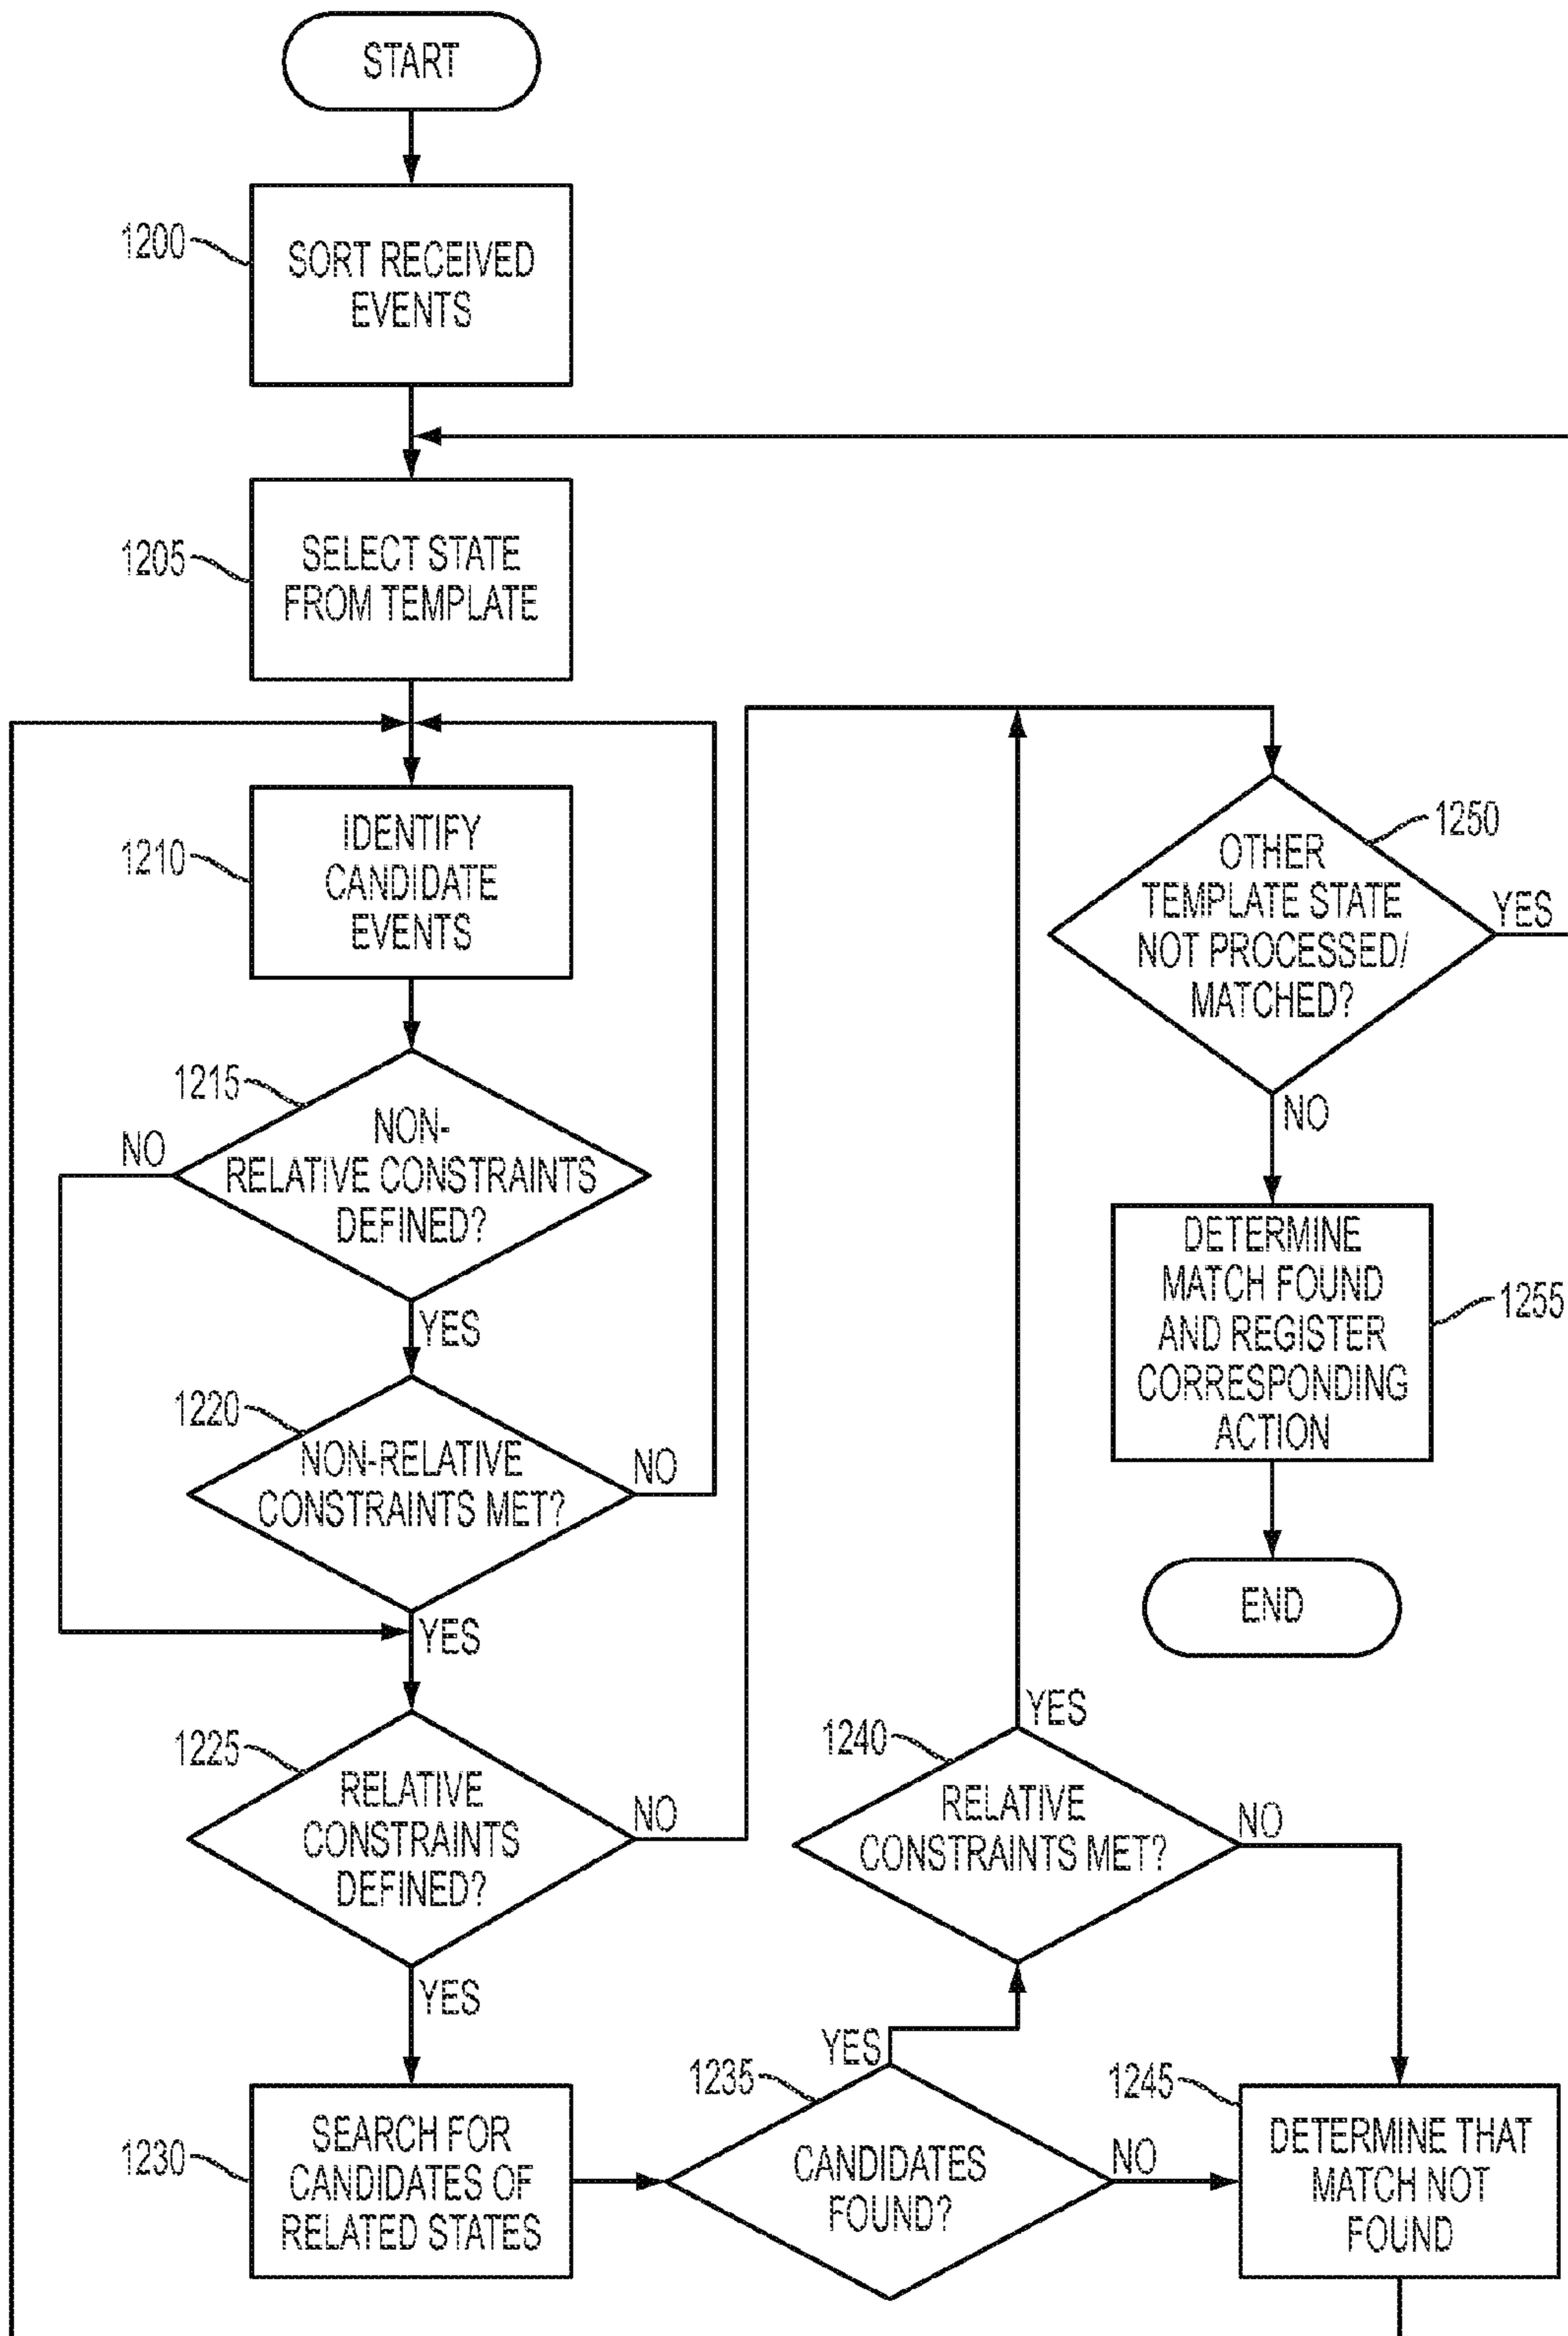 START
1200
SORT RECEIVED
EVENTS
1205
SELECT STATE
FROM TEMPLATE
1210
IDENTIFY
CANDIDATE
EVENTS
1215
NON-
RELATIVE CONSTRAINTS
DEFINED?
NO
YES
1220
NON-RELATIVE
CONSTRAINTS MET?
NO
YES
1225
RELATIVE
CONSTRAINTS
DEFINED?
NO
YES
1230
SEARCH FOR
CANDIDATES OF
RELATED STATES
1235
CANDIDATES
FOUND?
YES
NO
1240
RELATIVE
CONSTRAINTS MET?
YES
NO
1245
DETERMINE THAT
MATCH NOT
FOUND
1250
OTHER
TEMPLATE STATE
NOT PROCESSED/
MATCHED?
YES
NO
1255
DETERMINE
MATCH FOUND
AND REGISTER
CORRESPONDING
ACTION
END